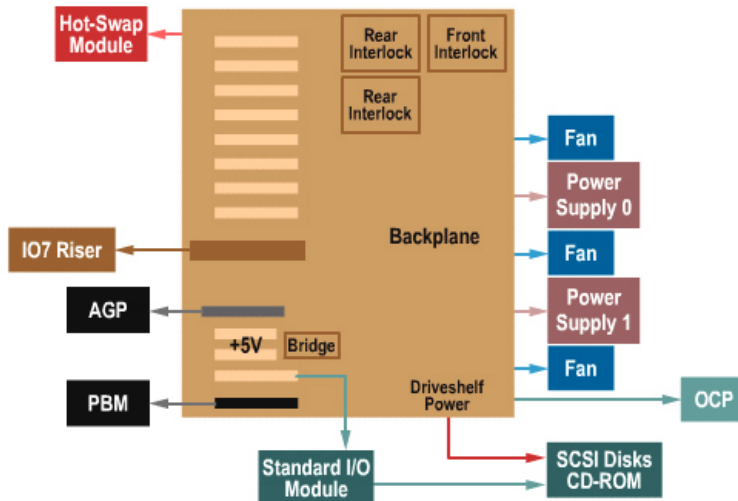 Hot-Swap
Module
Rear
Interlock
Front
Interlock
Rear
Interlock
Fan
Power
Supply 0
Backplane
IO7 Riser
Fan
AGP
Power
Supply 1
+5V
Bridge
Fan
PBM
Driveshelf
Power
OCP
Standard I/O
Module
SCSI Disks
CD-ROM